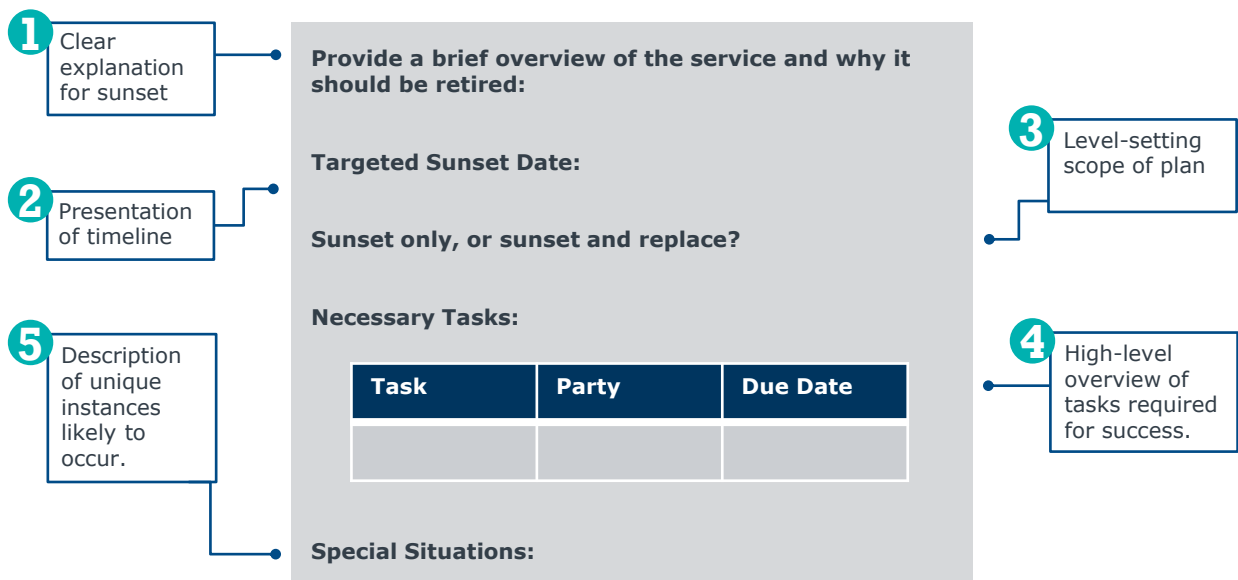 1
Clear
explanation
for sunset
Provide a brief overview of the service and why it
should be retired:
2
Presentation
of timeline
Targeted Sunset Date:
3
Level-setting
scope of plan
Sunset only, or sunset and replace?
4
High-level
overview of
tasks required
for success.
Necessary Tasks:
Task Party Due Date
5
Description
of unique
instances
likely to
occur.
Special Situations: